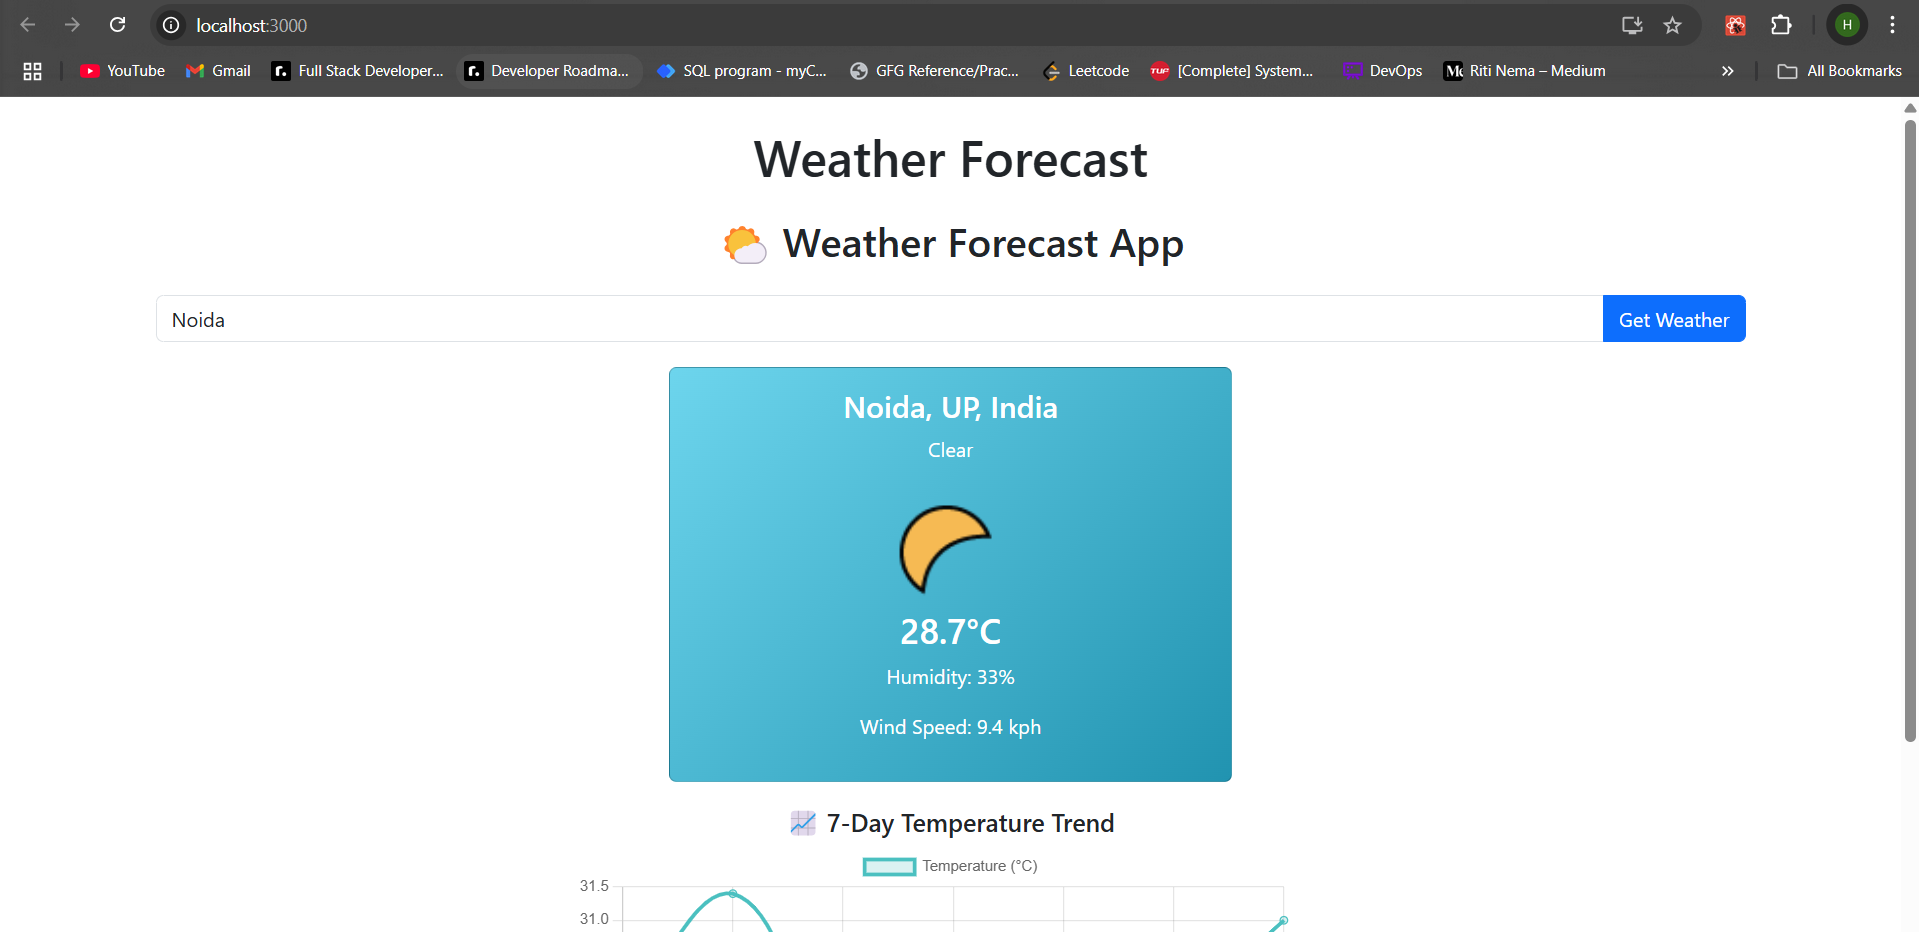 localhost:3000
H
YouTube
Gmail
Full Stack Developer...
Developer Roadma...
SQL program - myC...
GFG Reference/Prac...
Leetcode
TUF
[Complete] System...
DevOps
Riti Nema – Medium
All Bookmarks
Weather Forecast
Weather Forecast App
Noida
Get Weather
Noida, UP, India
Clear
28.7°C
Humidity: 33%
Wind Speed: 9.4 kph
7-Day Temperature Trend
Temperature (°C)
31.5
31.0